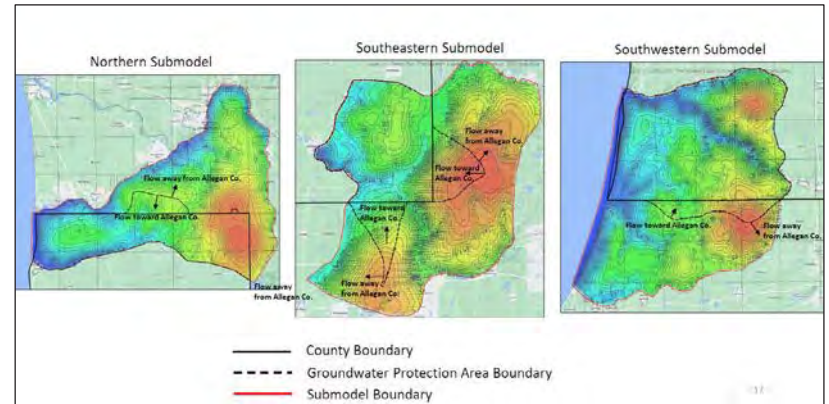 Northern Submodel
Southeastern Submodel
Southwestern Submodel
Flow away from Allegan Co.
Flow toward Allegan Co.
Flow away
from Allegan Co.
Flow away
from Allegan Co.
Flow toward
Allegan Co.
Flow toward
Allegan Co.
Flow away
from Allegan Co.
Flow toward Allegan Co.
Flow away
from Allegan Co.
County Boundary
Groundwater Protection Area Boundary
Submodel Boundary
17